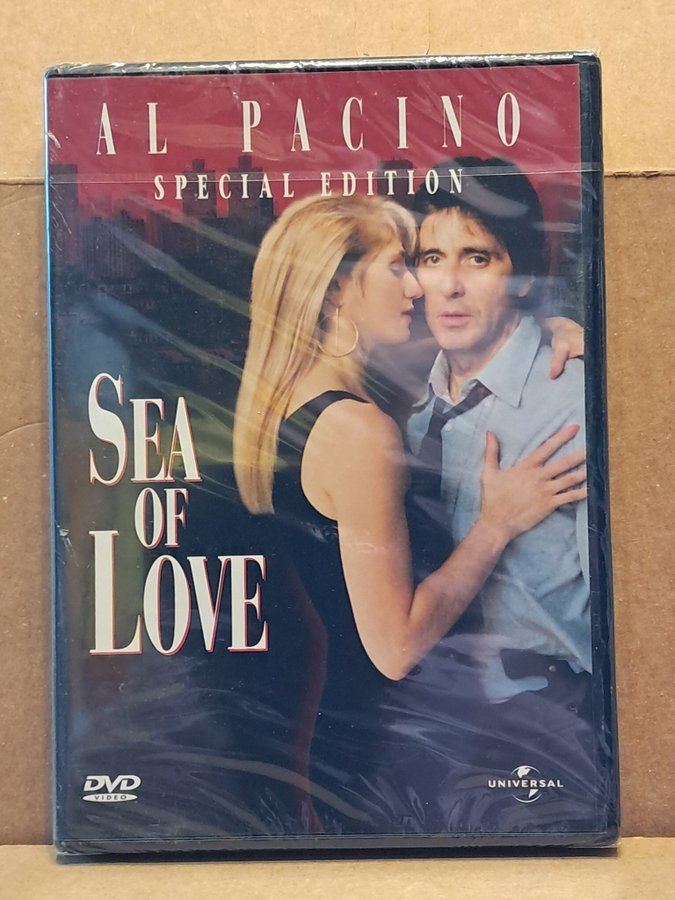 AL PACINO
SPECIAL EDITION
SEA
OF
LOVE
DVD
VIDEO
UNIVERSAL